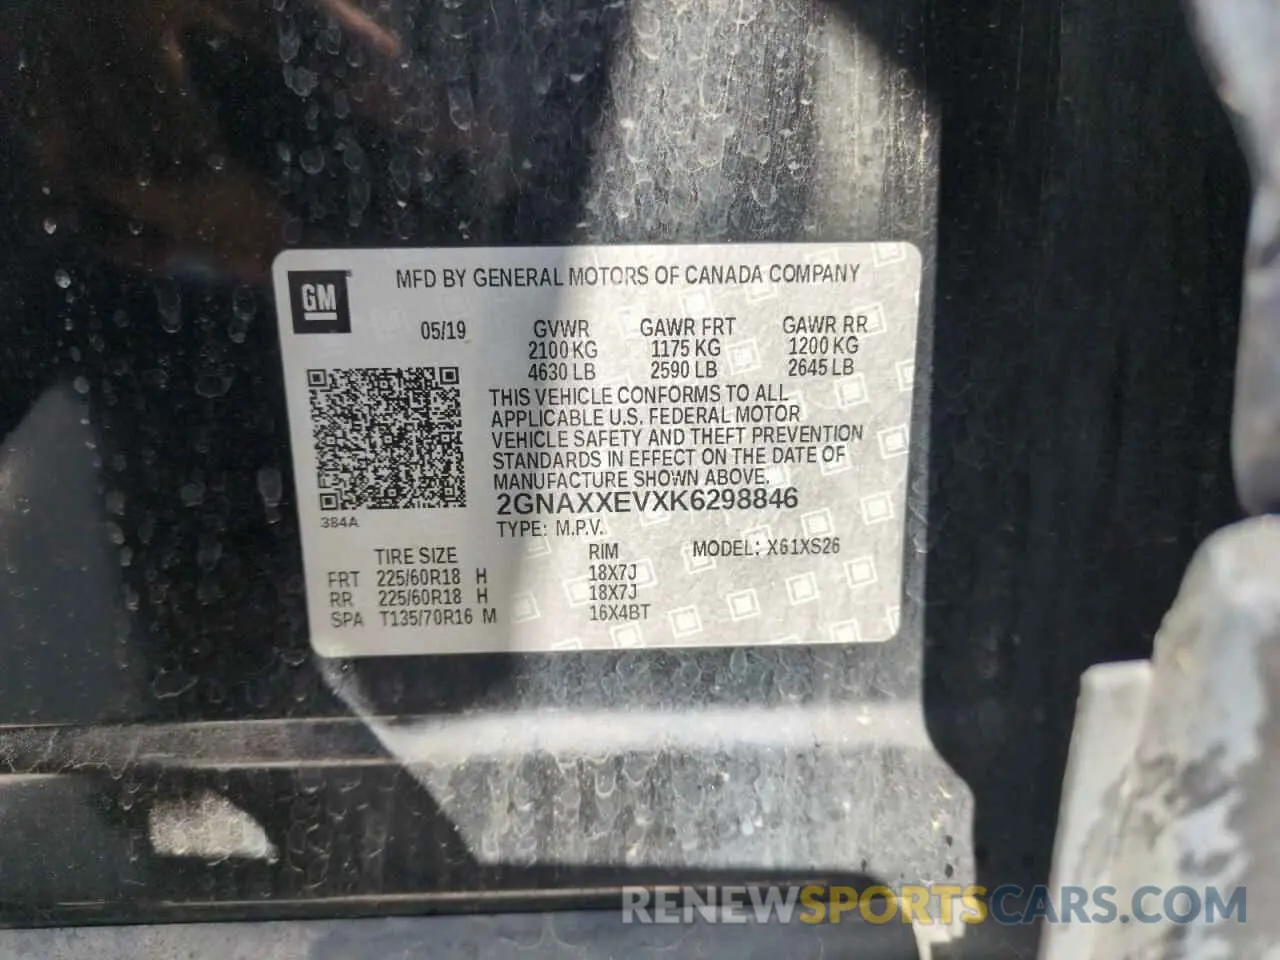 GM
MFD BY GENERAL MOTORS OF CANADA COMPANY
05/19 GVWR GAWR FRT GAWR RR
2100 KG 1175 KG 1200 KG
4630 LB 2590 LB 2645 LB
THIS VEHICLE CONFORMS TO ALL
APPLICABLE U.S. FEDERAL MOTOR
VEHICLE SAFETY AND THEFT PREVENTION
STANDARDS IN EFFECT ON THE DATE OF
MANUFACTURE SHOWN ABOVE.
2GNAXXEVXK6298846
384A
TYPE: M.P.V.
TIRE SIZE RIM MODEL: X61XS26
FRT 225/60R18 H 18X7J
RR 225/60R18 H 18X7J
SPA T135/70R16 M 16X4BT
RENEWSPORTSCARS.COM